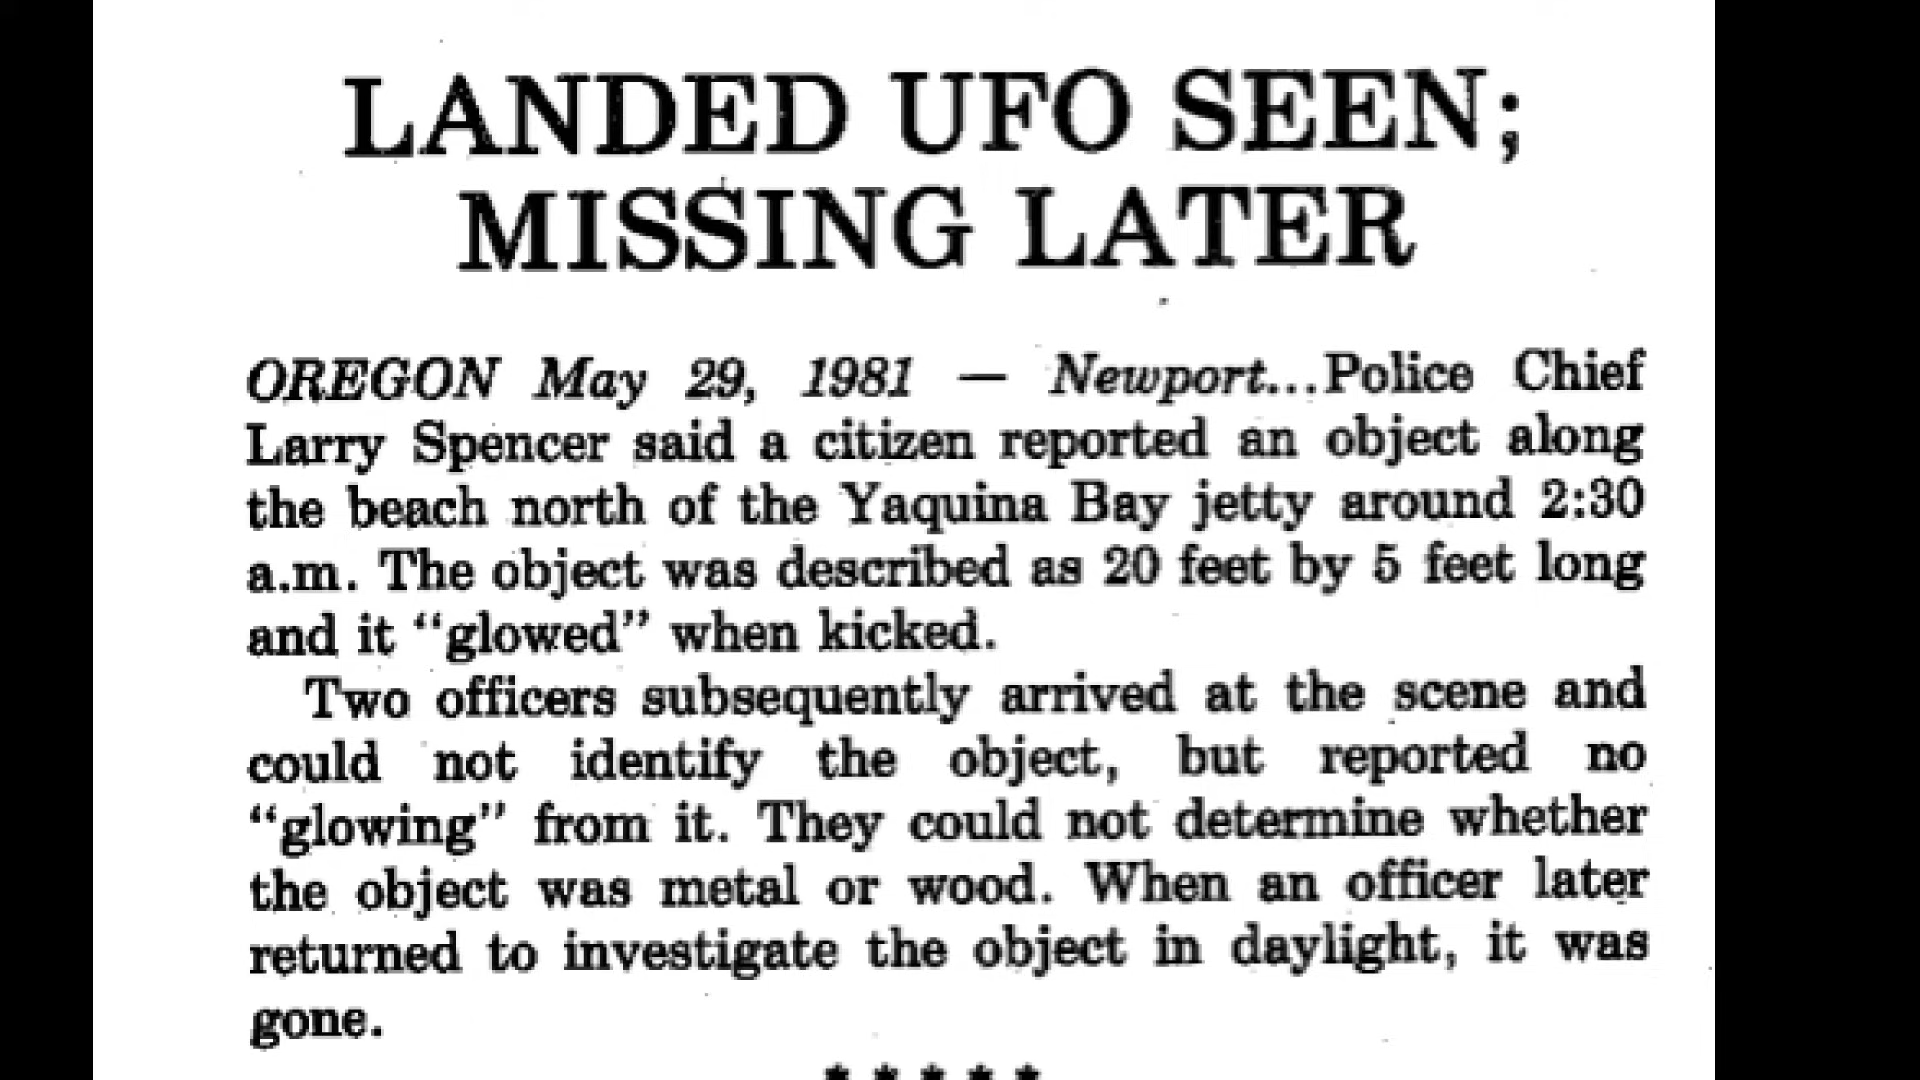 LANDED UFO SEEN;
MISSING LATER
OREGON May 29, 1981 — Newport...Police Chief
Larry Spencer said a citizen reported an object along
the beach north of the Yaquina Bay jetty around 2:30
a.m. The object was described as 20 feet by 5 feet long
and it “glowed” when kicked.
Two officers subsequently arrived at the scene and
could not identify the object, but reported no
“glowing” from it. They could not determine whether
the object was metal or wood. When an officer later
returned to investigate the object in daylight, it was
gone.
* * * * *